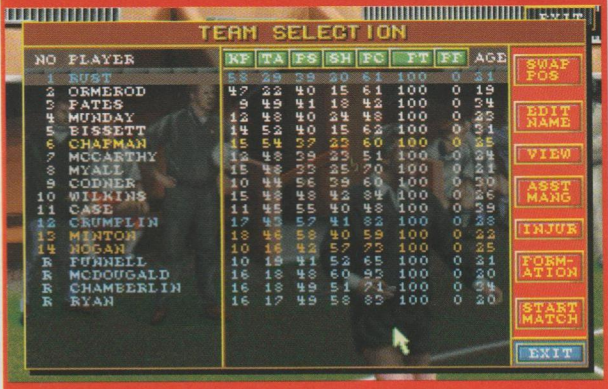 EXIT
TEAM SELECTION
NO PLAYER KP TA PS SH PC FT FF AGE
1 RUST 58 29 39 20 61 100 0 21
2 ORMEROD 47 22 40 15 61 100 0 19
3 PATES 9 49 41 18 42 100 0 34
4 MUNDAY 12 48 40 24 48 100 0 23
5 BISSETT 14 52 40 15 62 100 0 31
6 CHAPMAN 15 54 37 23 60 100 0 25
7 MCCARTHY 12 48 39 23 51 100 0 24
8 MYALL 15 48 33 25 70 100 0 21
9 CODNER 10 44 56 39 60 100 0 30
10 WILKINS 15 48 48 42 84 100 0 26
11 CASE 11 45 55 40 48 100 0 39
12 CRUMPLIN 17 43 57 41 82 100 0 28
13 MINTON 18 46 58 40 59 100 0 22
14 NOGAN 10 16 42 57 73 100 0 25
R FUNNELL 10 19 41 52 65 100 0 21
R MCDOUGALD 16 18 48 60 93 100 0 20
R CHAMBERLIN 16 18 49 51 71 100 0 34
R RYAN 16 17 49 58 83 100 0 20
SWAP
POS
EDIT
NAME
VIEW
ASST
MANG
INJUR
FORM-
ATION
START
MATCH
EXIT